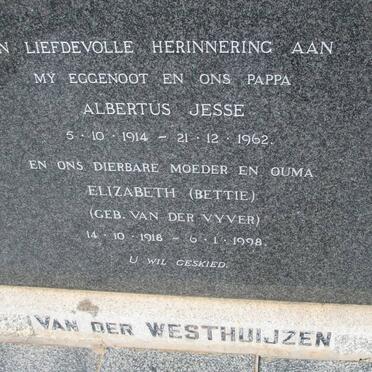 N LIEFDEVOLLE HERINNERING AAN
MY EGGENOOT EN ONS PAPPA
ALBERTUS JESSE
5·10·1914 – 21·12·1962.
EN ONS DIERBARE MOEDER EN OUMA
ELIZABETH (BETTIE)
(GEB. VAN DER VYVER)
14·10·1918 – 6·1·1998.
U WIL GESKIED.
VAN DER WESTHUIJZEN